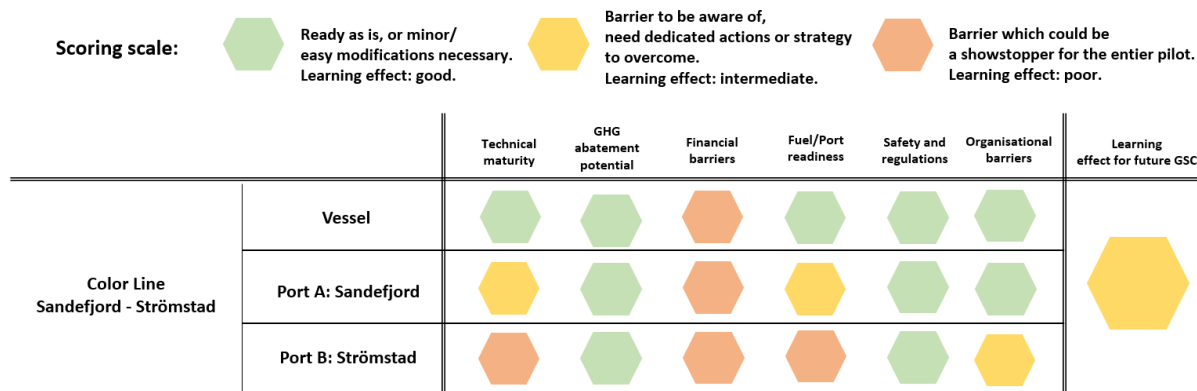 Scoring scale:
Ready as is, or minor/
easy modifications necessary.
Learning effect: good.
Barrier to be aware of,
need dedicated actions or strategy
to overcome.
Learning effect: intermediate.
Barrier which could be
a showstopper for the entier pilot.
Learning effect: poor.
Technical
maturity
GHG
abatement
potential
Financial
barriers
Fuel/Port
readiness
Safety and
regulations
Organisational
barriers
Learning
effect for future GSC
Color Line
Sandefjord - Strömstad
Vessel
Port A: Sandefjord
Port B: Strömstad